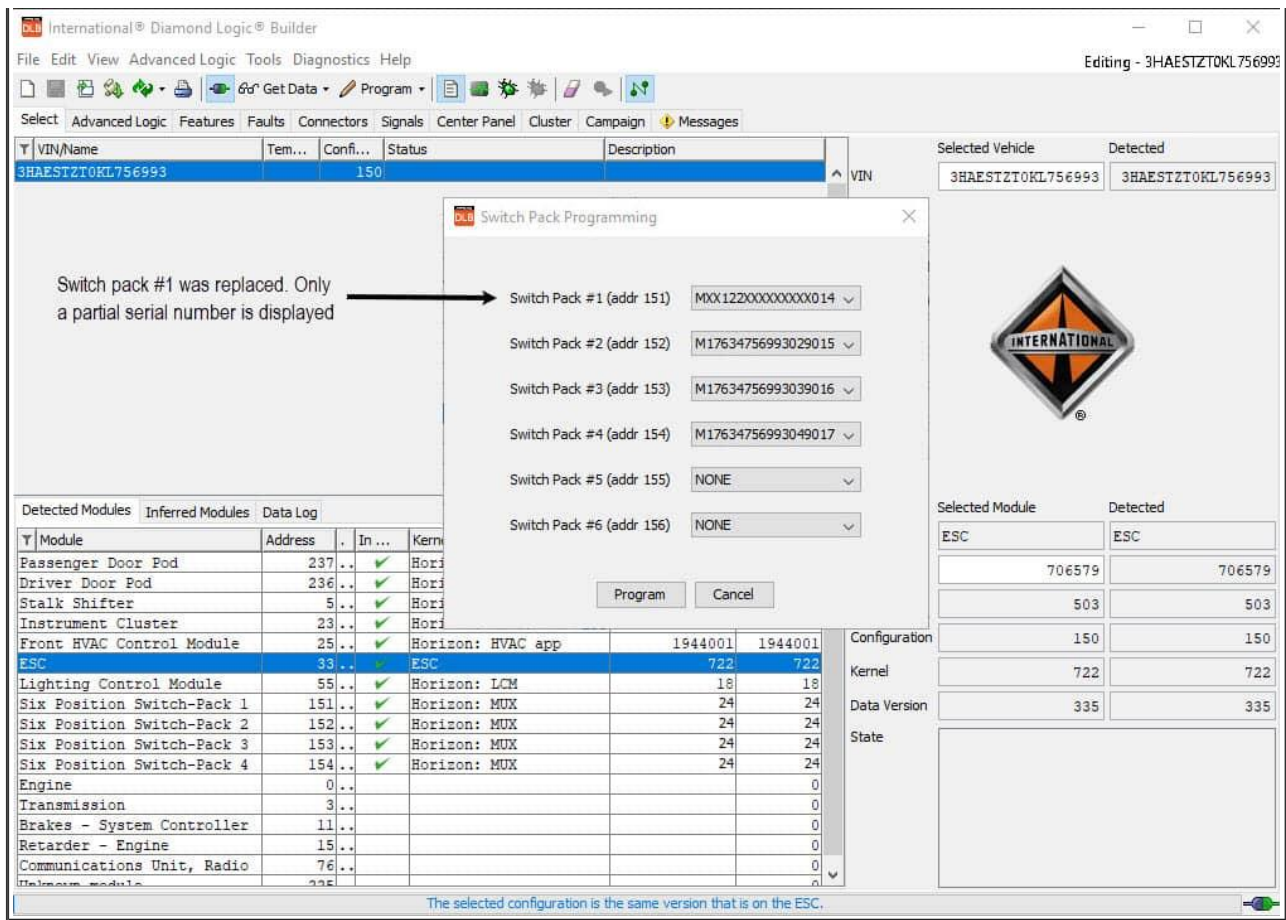 DLB International® Diamond Logic® Builder
File Edit View Advanced Logic Tools Diagnostics Help
Editing - 3HAESTZT0KL756993
Get Data Program
Select Advanced Logic Features Faults Connectors Signals Center Panel Cluster Campaign Messages
VIN/Name Tem... Confi... Status Description
3HAESTZT0KL756993 150
Selected Vehicle Detected
VIN 3HAESTZT0KL756993 3HAESTZT0KL756993
DLB Switch Pack Programming
Switch pack #1 was replaced. Only
a partial serial number is displayed
Switch Pack #1 (addr 151) MXX122XXXXXXXXX014
Switch Pack #2 (addr 152) M17634756993029015
Switch Pack #3 (addr 153) M17634756993039016
Switch Pack #4 (addr 154) M17634756993049017
Switch Pack #5 (addr 155) NONE
Switch Pack #6 (addr 156) NONE
Program Cancel
INTERNATIONAL ®
Detected Modules Inferred Modules Data Log
Module Address . In ... Kern
Passenger Door Pod 237 .. Hori
Driver Door Pod 236 .. Hori
Stalk Shifter 5 .. Hori
Instrument Cluster 23 .. Hori
Front HVAC Control Module 25 .. Horizon: HVAC app 1944001 1944001
ESC 33 .. ESC 722 722
Lighting Control Module 55 .. Horizon: LCM 18 18
Six Position Switch-Pack 1 151 .. Horizon: MUX 24 24
Six Position Switch-Pack 2 152 .. Horizon: MUX 24 24
Six Position Switch-Pack 3 153 .. Horizon: MUX 24 24
Six Position Switch-Pack 4 154 .. Horizon: MUX 24 24
Engine 0 .. 0
Transmission 3 .. 0
Brakes - System Controller 11 .. 0
Retarder - Engine 15 .. 0
Communications Unit, Radio 76 .. 0
Selected Module Detected
ESC ESC
706579 706579
503 503
Configuration 150 150
Kernel 722 722
Data Version 335 335
State
The selected configuration is the same version that is on the ESC.